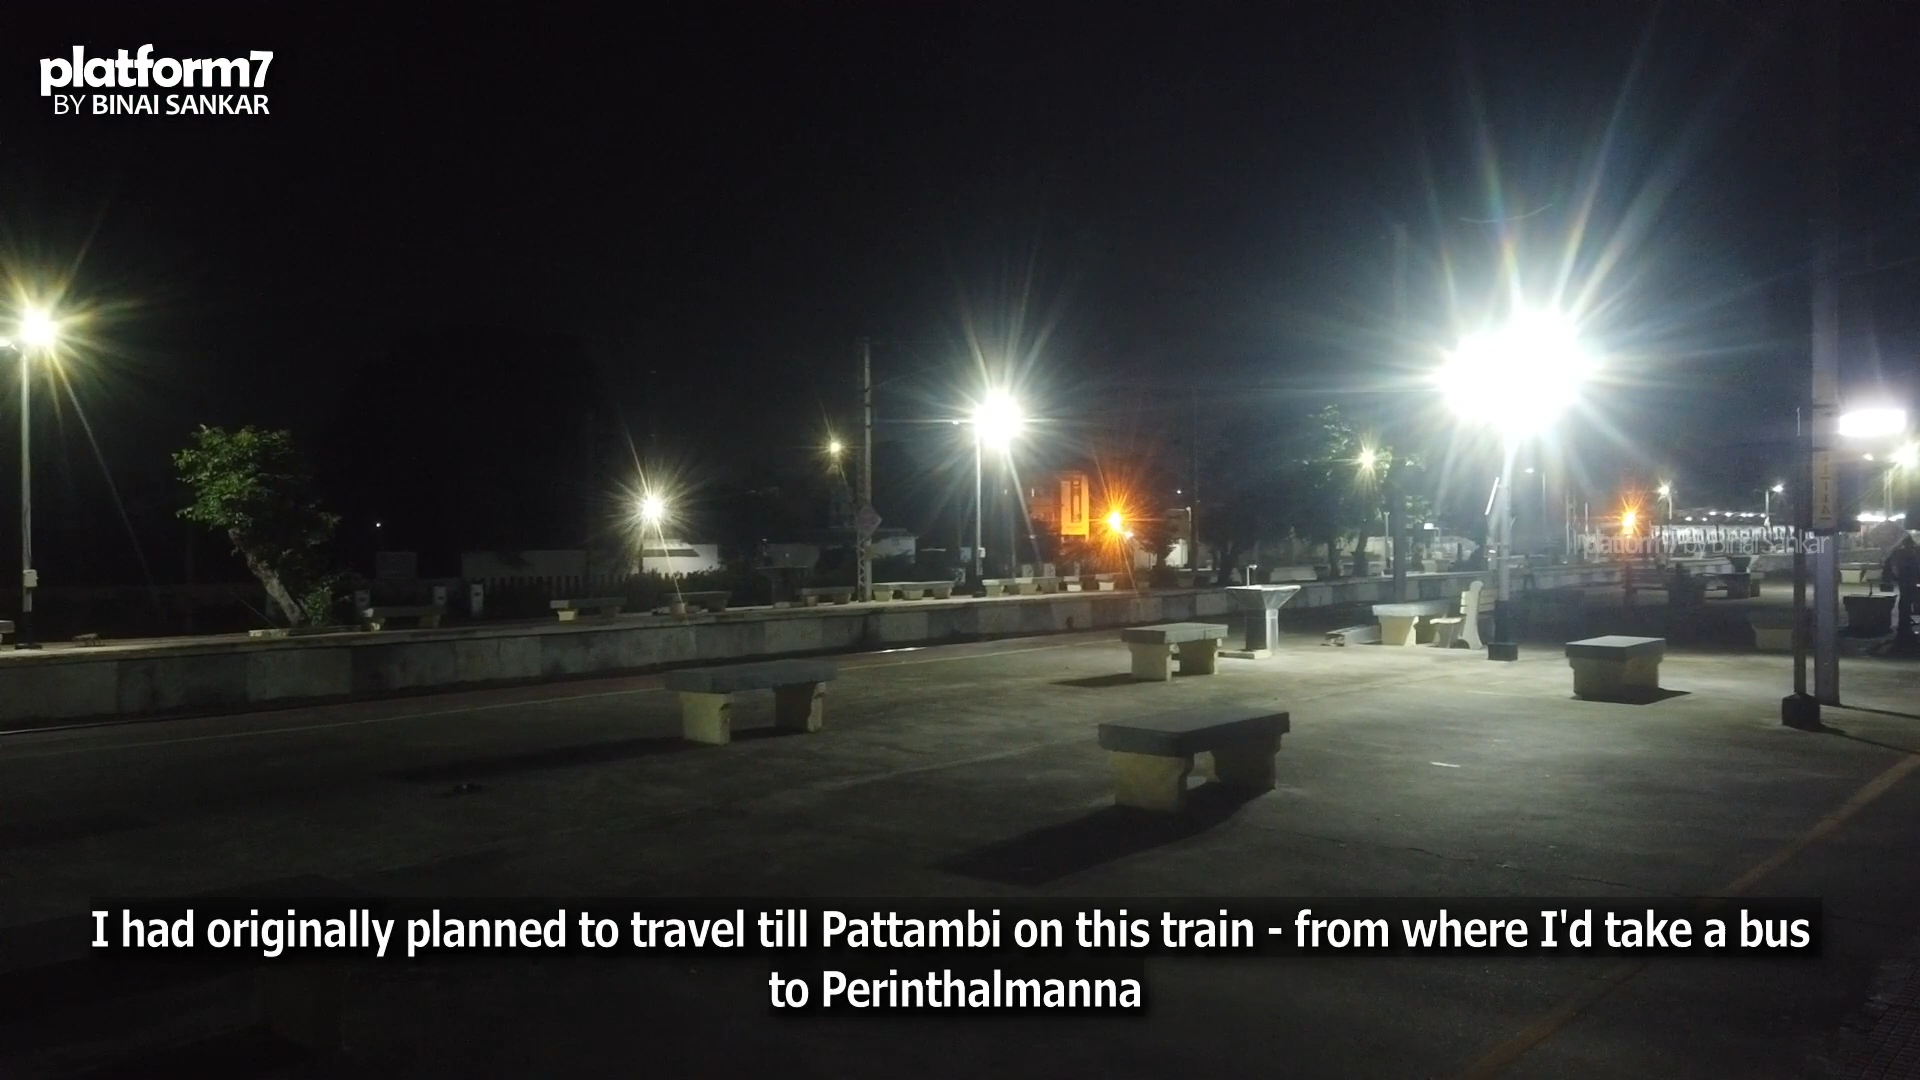 platform7
BY BINAI SANKAR
platform7 by Binai Sankar
I had originally planned to travel till Pattambi on this train - from where I'd take a bus
to Perinthalmanna